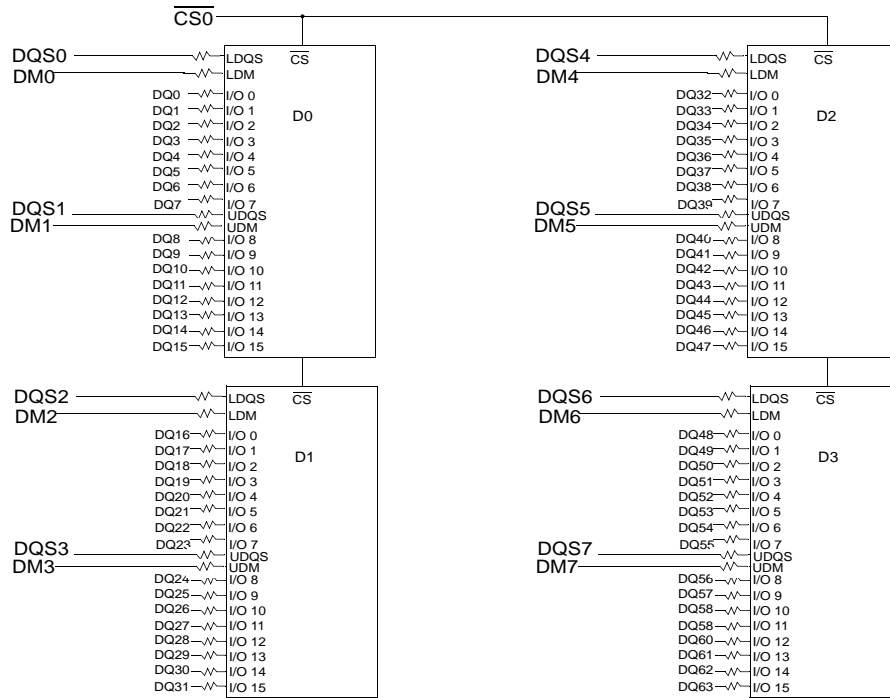 CS0
DQS0 LDQS CS
DM0 LDM
DQ0 I/O 0
DQ1 I/O 1
D0
DQ2 I/O 2
DQ3 I/O 3
DQ4 I/O 4
DQ5 I/O 5
DQ6 I/O 6
DQ7 I/O 7
DQS1 UDQS
DM1 UDM
DQ8 I/O 8
DQ9 I/O 9
DQ10 I/O 10
DQ11 I/O 11
DQ12 I/O 12
DQ13 I/O 13
DQ14 I/O 14
DQ15 I/O 15
DQS2 LDQS CS
DM2 LDM
DQ16 I/O 0
DQ17 I/O 1
D1
DQ18 I/O 2
DQ19 I/O 3
DQ20 I/O 4
DQ21 I/O 5
DQ22 I/O 6
DQ23 I/O 7
DQS3 UDQS
DM3 UDM
DQ24 I/O 8
DQ25 I/O 9
DQ26 I/O 10
DQ27 I/O 11
DQ28 I/O 12
DQ29 I/O 13
DQ30 I/O 14
DQ31 I/O 15
DQS4 LDQS CS
DM4 LDM
DQ32 I/O 0
DQ33 I/O 1
D2
DQ34 I/O 2
DQ35 I/O 3
DQ36 I/O 4
DQ37 I/O 5
DQ38 I/O 6
DQ39 I/O 7
DQS5 UDQS
DM5 UDM
DQ40 I/O 8
DQ41 I/O 9
DQ42 I/O 10
DQ43 I/O 11
DQ44 I/O 12
DQ45 I/O 13
DQ46 I/O 14
DQ47 I/O 15
DQS6 LDQS CS
DM6 LDM
DQ48 I/O 0
DQ49 I/O 1
D3
DQ50 I/O 2
DQ51 I/O 3
DQ52 I/O 4
DQ53 I/O 5
DQ54 I/O 6
DQ55 I/O 7
DQS7 UDQS
DM7 UDM
DQ56 I/O 8
DQ57 I/O 9
DQ58 I/O 10
DQ58 I/O 11
DQ60 I/O 12
DQ61 I/O 13
DQ62 I/O 14
DQ63 I/O 15